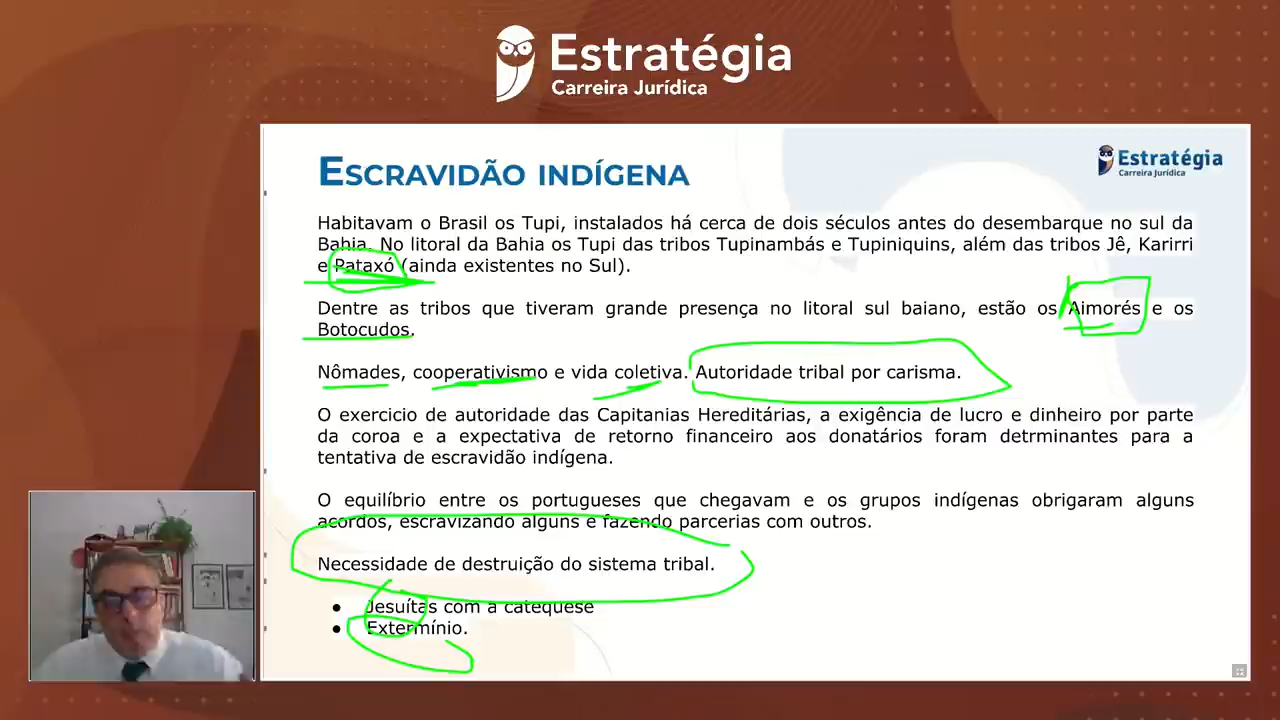 Estratégia
Carreira Jurídica
ESCRAVIDÃO INDÍGENA
Estratégia
Carreira Jurídica
Habitavam o Brasil os Tupi, instalados há cerca de dois séculos antes do desembarque no sul da
Bahia. No litoral da Bahia os Tupi das tribos Tupinambás e Tupiniquins, além das tribos Jê, Karirri
e Pataxó (ainda existentes no Sul).
Dentre as tribos que tiveram grande presença no litoral sul baiano, estão os Aimorés e os
Botocudos.
Nômades, cooperativismo e vida coletiva. Autoridade tribal por carisma.
O exercicio de autoridade das Capitanias Hereditárias, a exigência de lucro e dinheiro por parte
da coroa e a expectativa de retorno financeiro aos donatários foram detrminantes para a
tentativa de escravidão indígena.
O equilíbrio entre os portugueses que chegavam e os grupos indígenas obrigaram alguns
acordos, escravizando alguns e fazendo parcerias com outros.
Necessidade de destruição do sistema tribal.
● Jesuítas com a catequese
● Extermínio.